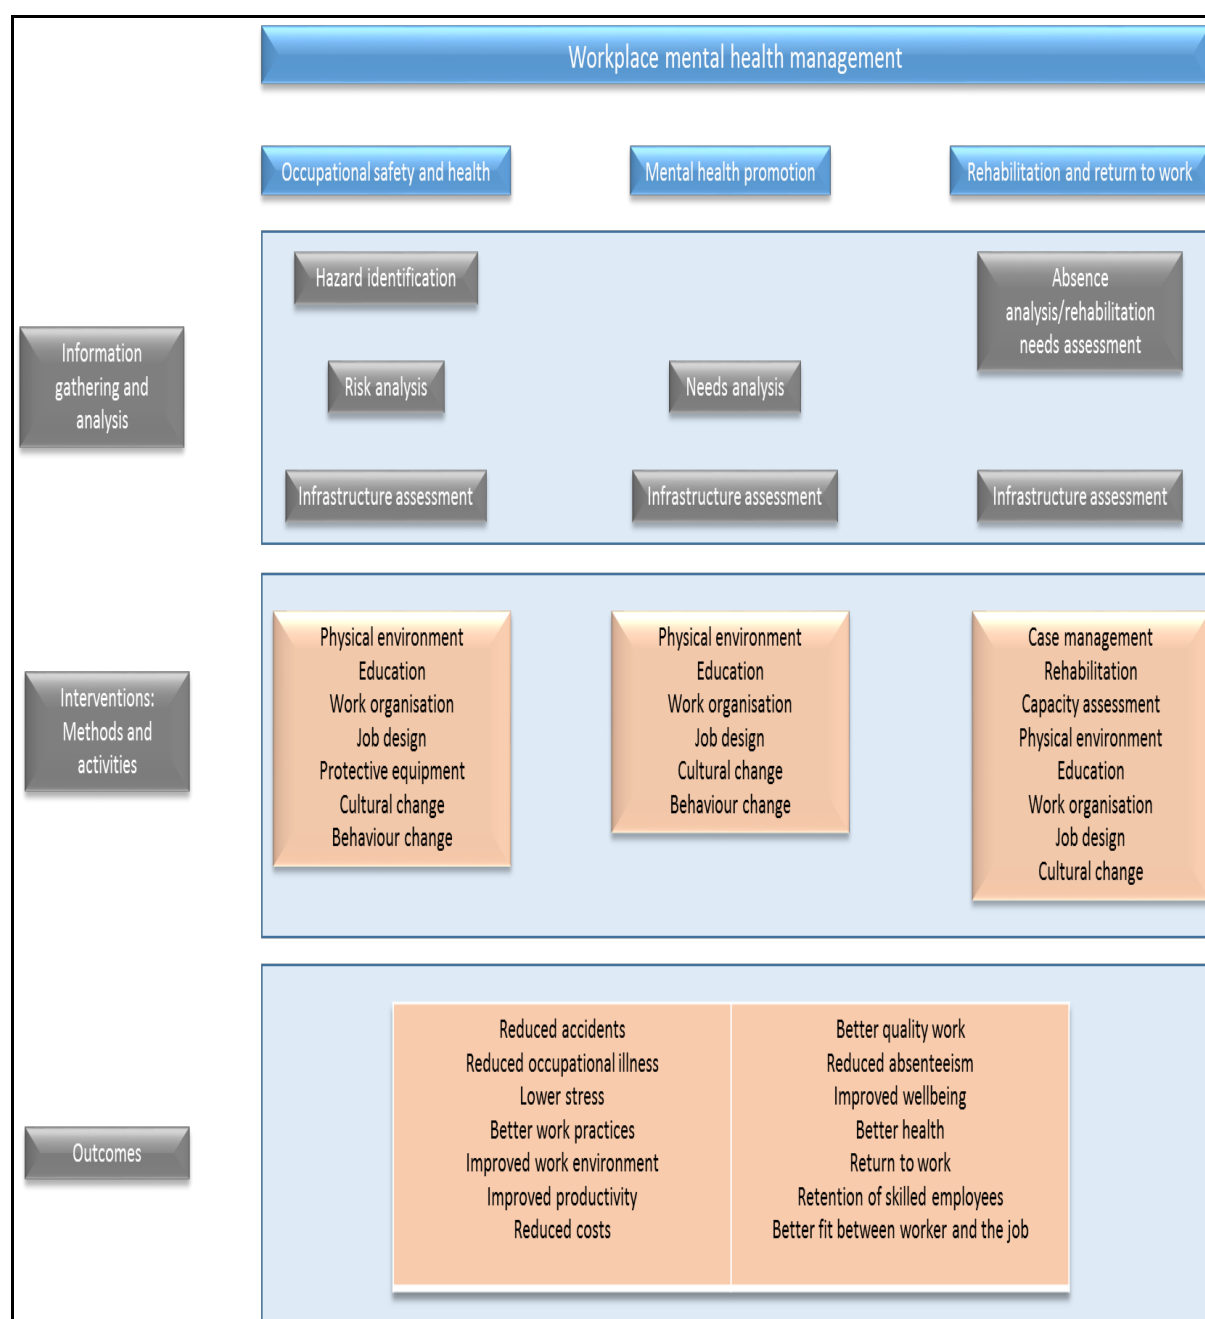 Workplace mental health management
Occupational safety and health
Mental health promotion
Rehabilitation and return to work
Information
gathering and
analysis
Hazard identification
Risk analysis
Infrastructure assessment
Needs analysis
Infrastructure assessment
Absence
analysis/rehabilitation
needs assessment
Infrastructure assessment
Interventions:
Methods and
activities
Physical environment
Education
Work organisation
Job design
Protective equipment
Cultural change
Behaviour change
Physical environment
Education
Work organisation
Job design
Cultural change
Behaviour change
Case management
Rehabilitation
Capacity assessment
Physical environment
Education
Work organisation
Job design
Cultural change
Outcomes
Reduced accidents
Reduced occupational illness
Lower stress
Better work practices
Improved work environment
Improved productivity
Reduced costs
Better quality work
Reduced absenteeism
Improved wellbeing
Better health
Return to work
Retention of skilled employees
Better fit between worker and the job